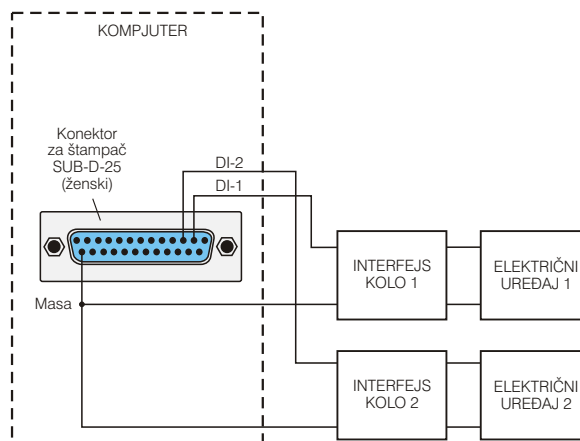 KOMPJUTER
Konektor
za štampač
SUB-D-25
(ženski)
DI-2
DI-1
Masa
INTERFEJS
KOLO 1
ELEKTRIČNI
UREĐAJ 1
INTERFEJS
KOLO 2
ELEKTRIČNI
UREĐAJ 2